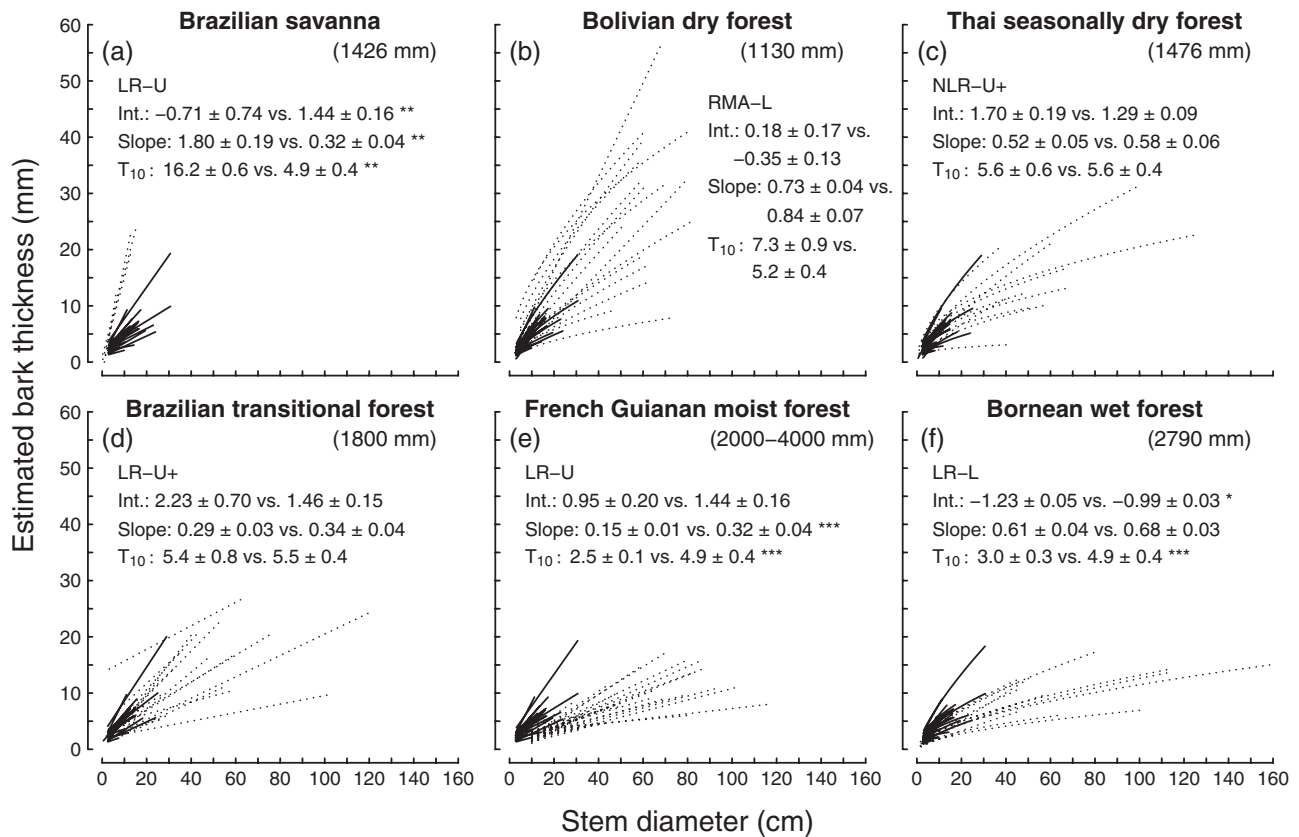 Brazilian savanna
(a) (1426 mm)
LR−U
Int.: −0.71 ± 0.74 vs. 1.44 ± 0.16 **
Slope: 1.80 ± 0.19 vs. 0.32 ± 0.04 **
T10 : 16.2 ± 0.6 vs. 4.9 ± 0.4 **
Bolivian dry forest
(b) (1130 mm)
RMA−L
Int.: 0.18 ± 0.17 vs.
−0.35 ± 0.13
Slope: 0.73 ± 0.04 vs.
0.84 ± 0.07
T10 : 7.3 ± 0.9 vs.
5.2 ± 0.4
Thai seasonally dry forest
(c) (1476 mm)
NLR−U+
Int.: 1.70 ± 0.19 vs. 1.29 ± 0.09
Slope: 0.52 ± 0.05 vs. 0.58 ± 0.06
T10 : 5.6 ± 0.6 vs. 5.6 ± 0.4
60
50
40
30
20
10
0
Brazilian transitional forest
(d) (1800 mm)
LR−U+
Int.: 2.23 ± 0.70 vs. 1.46 ± 0.15
Slope: 0.29 ± 0.03 vs. 0.34 ± 0.04
T10 : 5.4 ± 0.8 vs. 5.5 ± 0.4
French Guianan moist forest
(e) (2000−4000 mm)
LR−U
Int.: 0.95 ± 0.20 vs. 1.44 ± 0.16
Slope: 0.15 ± 0.01 vs. 0.32 ± 0.04 ***
T10 : 2.5 ± 0.1 vs. 4.9 ± 0.4 ***
Bornean wet forest
(f) (2790 mm)
LR−L
Int.: −1.23 ± 0.05 vs. −0.99 ± 0.03 *
Slope: 0.61 ± 0.04 vs. 0.68 ± 0.03
T10 : 3.0 ± 0.3 vs. 4.9 ± 0.4 ***
60
50
40
30
20
10
0
0 20 40 60 80 100 120 140 160
0 20 40 60 80 100 120 140 160
0 20 40 60 80 100 120 140 160
Estimated bark thickness (mm)
Stem diameter (cm)